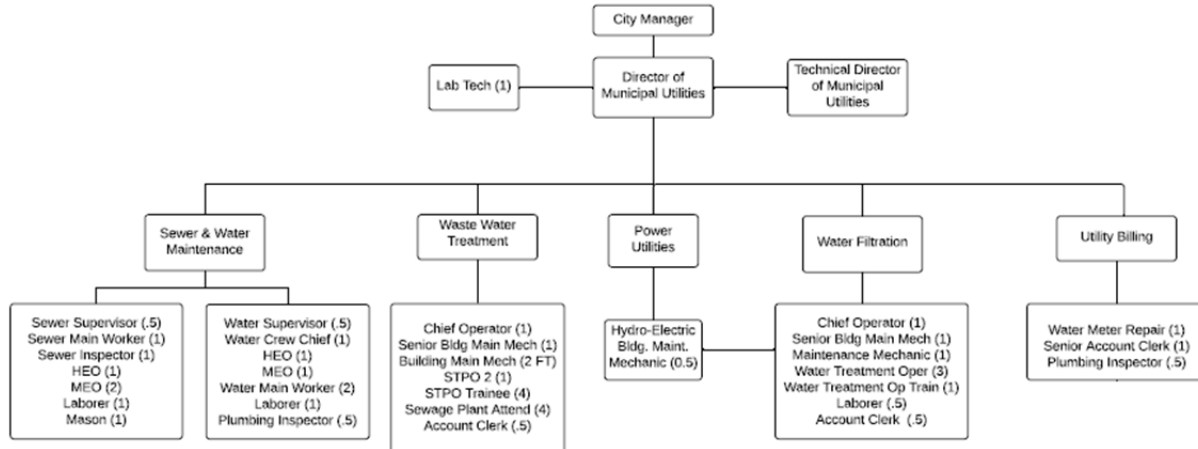 City Manager
Lab Tech (1)
Director of
Municipal Utilities
Technical Director
of Municipal
Utilities
Sewer & Water
Maintenance
Waste Water
Treatment
Power
Utilities
Water Filtration
Utility Billing
Sewer Supervisor (.5)
Sewer Main Worker (1)
Sewer Inspector (1)
HEO (1)
MEO (2)
Laborer (1)
Mason (1)
Water Supervisor (.5)
Water Crew Chief (1)
HEO (1)
MEO (1)
Water Main Worker (2)
Laborer (1)
Plumbing Inspector (.5)
Chief Operator (1)
Senior Bldg Main Mech (1)
Building Main Mech (2 FT)
STPO 2 (1)
STPO Trainee (4)
Sewage Plant Attend (4)
Account Clerk (.5)
Hydro-Electric
Bldg. Maint.
Mechanic (0.5)
Chief Operator (1)
Senior Bldg Main Mech (1)
Maintenance Mechanic (1)
Water Treatment Oper (3)
Water Treatment Op Train (1)
Laborer (.5)
Account Clerk (.5)
Water Meter Repair (1)
Senior Account Clerk (1)
Plumbing Inspector (.5)